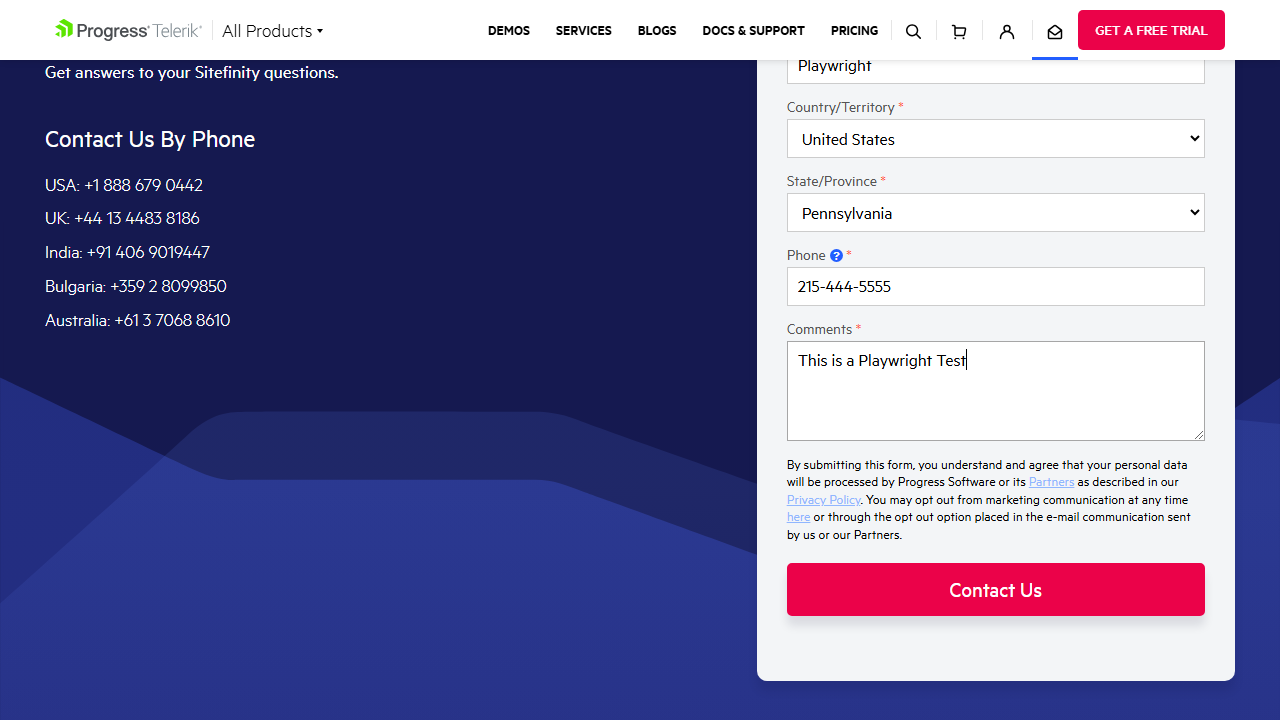 Progress Telerik
All Products
DEMOS
SERVICES
BLOGS
DOCS & SUPPORT
PRICING
GET A FREE TRIAL
Get answers to your Sitefinity questions.
Contact Us By Phone
USA: +1 888 679 0442
UK: +44 13 4483 8186
India: +91 406 9019447
Bulgaria: +359 2 8099850
Australia: +61 3 7068 8610
Playwright
Country/Territory *
United States
State/Province *
Pennsylvania
Phone ? *
215-444-5555
Comments *
This is a Playwright Test
By submitting this form, you understand and agree that your personal data
will be processed by Progress Software or its Partners as described in our
Privacy Policy. You may opt out from marketing communication at any time
here or through the opt out option placed in the e-mail communication sent
by us or our Partners.
Contact Us